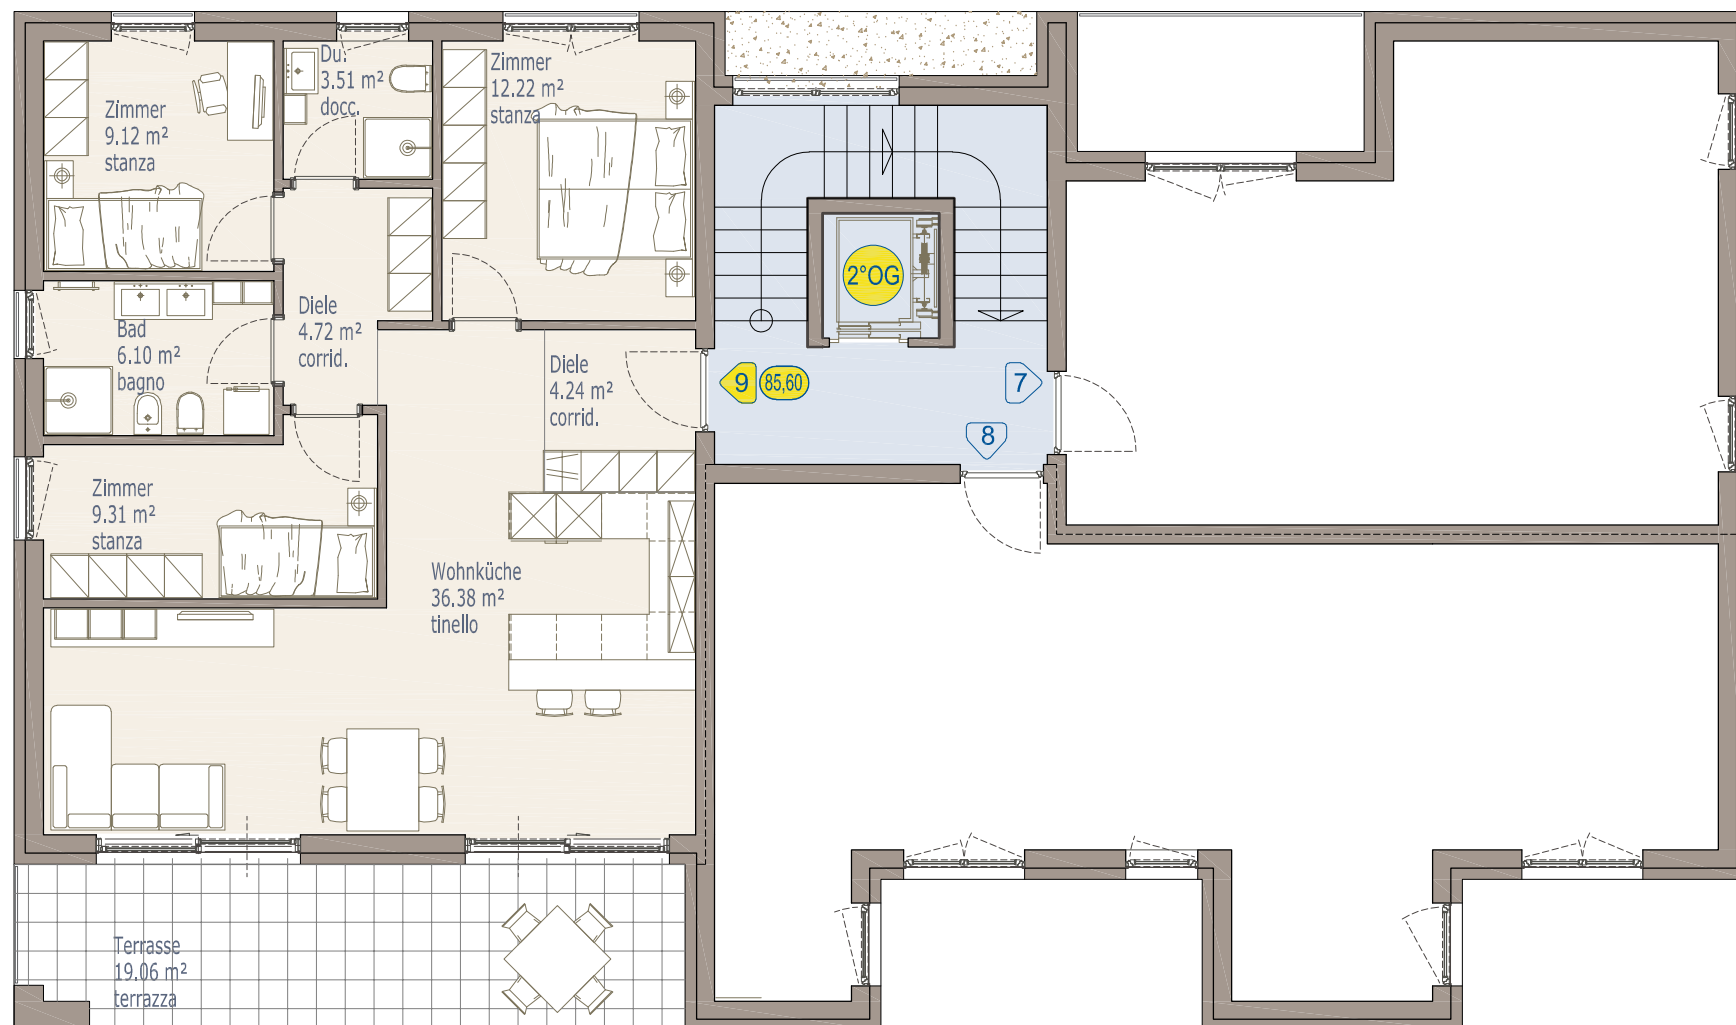 Du.
3.51 m²
docc.
Zimmer
12.22 m²
stanza
Zimmer
9.12 m²
stanza
2°OG
Diele
4.72 m²
corrid.
Bad
6.10 m²
bagno
Diele
4.24 m²
corrid.
9
85,60
7
8
Zimmer
9.31 m²
stanza
Wohnküche
36.38 m²
tinello
Terrasse
19.06 m²
terrazza